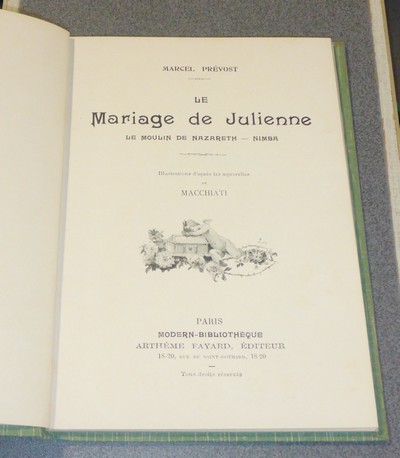 MARCEL PRÉVOST
LE
Mariage de Julienne
LE MOULIN DE NAZARETH — NIMBA
Illustrations d'après les aquarelles
DE
MACCHIATI
PARIS
MODERN-BIBLIOTHÈQUE
ARTHÈME FAYARD, ÉDITEUR
18-20, RUE DU SAINT-GOTHARD, 18-20
Tous droits réservés